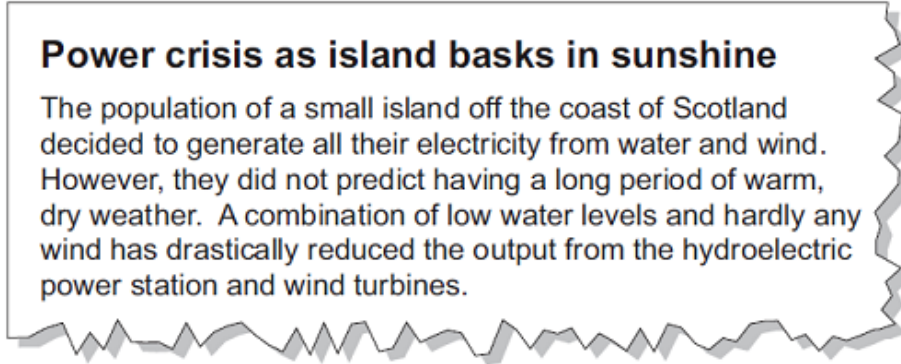 Power crisis as island basks in sunshine
The population of a small island off the coast of Scotland
decided to generate all their electricity from water and wind.
However, they did not predict having a long period of warm,
dry weather.  A combination of low water levels and hardly any
wind has drastically reduced the output from the hydroelectric
power station and wind turbines.